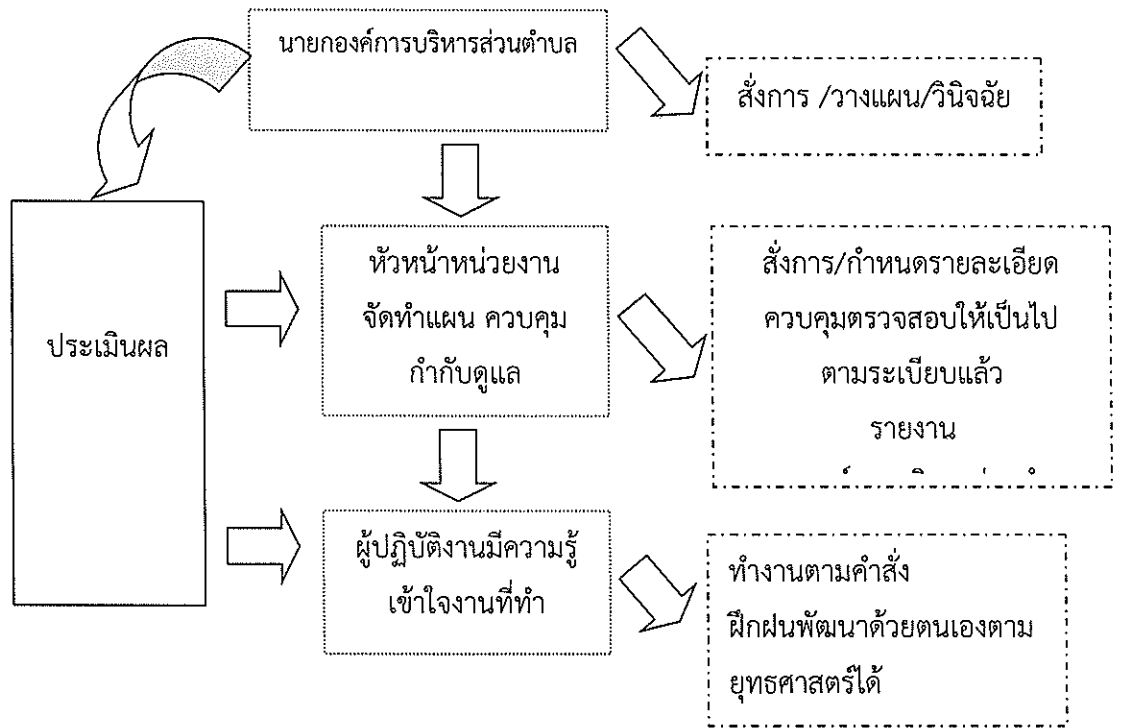 นายกองค์การบริหารส่วนตำบล
สั่งการ /วางแผน/วินิจฉัย
ประเมินผล
หัวหน้าหน่วยงาน
จัดทำแผน ควบคุม
กำกับดูแล
สั่งการ/กำหนดรายละเอียด
ควบคุมตรวจสอบให้เป็นไป
ตามระเบียบแล้ว
รายงาน
ผู้ปฏิบัติงานมีความรู้
เข้าใจงานที่ทำ
ทำงานตามคำสั่ง
ฝึกฝนพัฒนาด้วยตนเองตาม
ยุทธศาสตร์ได้